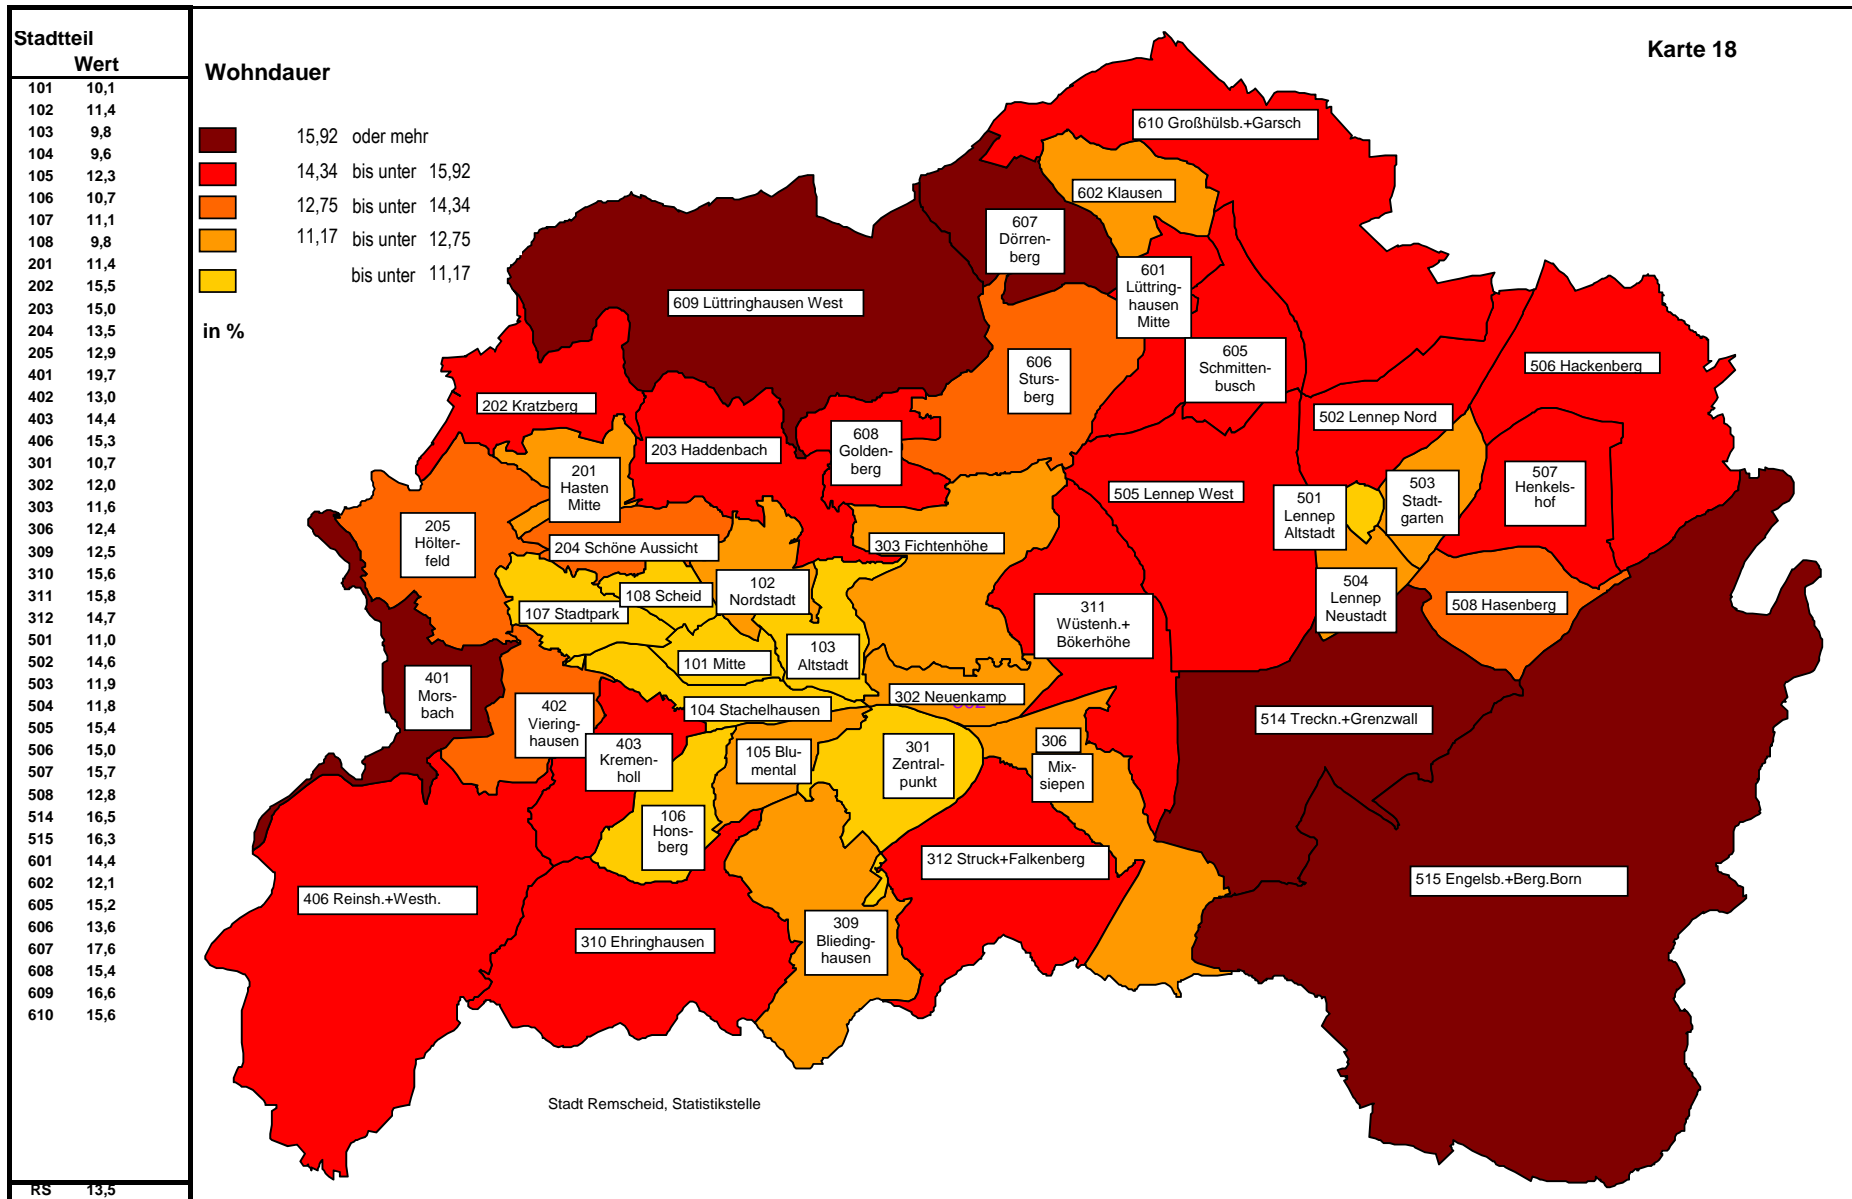 Stadtteil
Wert
101 10,1
102 11,4
103 9,8
104 9,6
105 12,3
106 10,7
107 11,1
108 9,8
201 11,4
202 15,5
203 15,0
204 13,5
205 12,9
401 19,7
402 13,0
403 14,4
406 15,3
301 10,7
302 12,0
303 11,6
306 12,4
309 12,5
310 15,6
311 15,8
312 14,7
501 11,0
502 14,6
503 11,9
504 11,8
505 15,4
506 15,0
507 15,7
508 12,8
514 16,5
515 16,3
601 14,4
602 12,1
605 15,2
606 13,6
607 17,6
608 15,4
609 16,6
610 15,6
RS 13,5
Wohndauer
15,92 oder mehr
14,34 bis unter 15,92
12,75 bis unter 14,34
11,17 bis unter 12,75
bis unter 11,17
in %
Karte 18
610 Großhülsb.+Garsch
602 Klausen
607
Dörren-
berg
601
Lüttring-
hausen
Mitte
609 Lüttringhausen West
606
Sturs-
berg
605
Schmitten-
busch
506 Hackenberg
202 Kratzberg
203 Haddenbach
608
Golden-
berg
502 Lennep Nord
201
Hasten
Mitte
505 Lennep West
501
Lennep
Altstadt
503
Stadt-
garten
507
Henkels-
hof
205
Hölter-
feld
204 Schöne Aussicht
303 Fichtenhöhe
102
Nordstadt
108 Scheid
107 Stadtpark
504
Lennep
Neustadt
508 Hasenberg
311
Wüstenh.+
Bökerhöhe
103
Altstadt
101 Mitte
401
Mors-
bach
302 Neuenkamp
302
402
Viering-
hausen
104 Stachelhausen
514 Treckn.+Grenzwall
403
Kremen-
holl
105 Blu-
mental
301
Zentral-
punkt
306
Mix-
siepen
106
Hons-
berg
312 Struck+Falkenberg
515 Engelsb.+Berg.Born
406 Reinsh.+Westh.
310 Ehringhausen
309
Blieding-
hausen
Stadt Remscheid, Statistikstelle